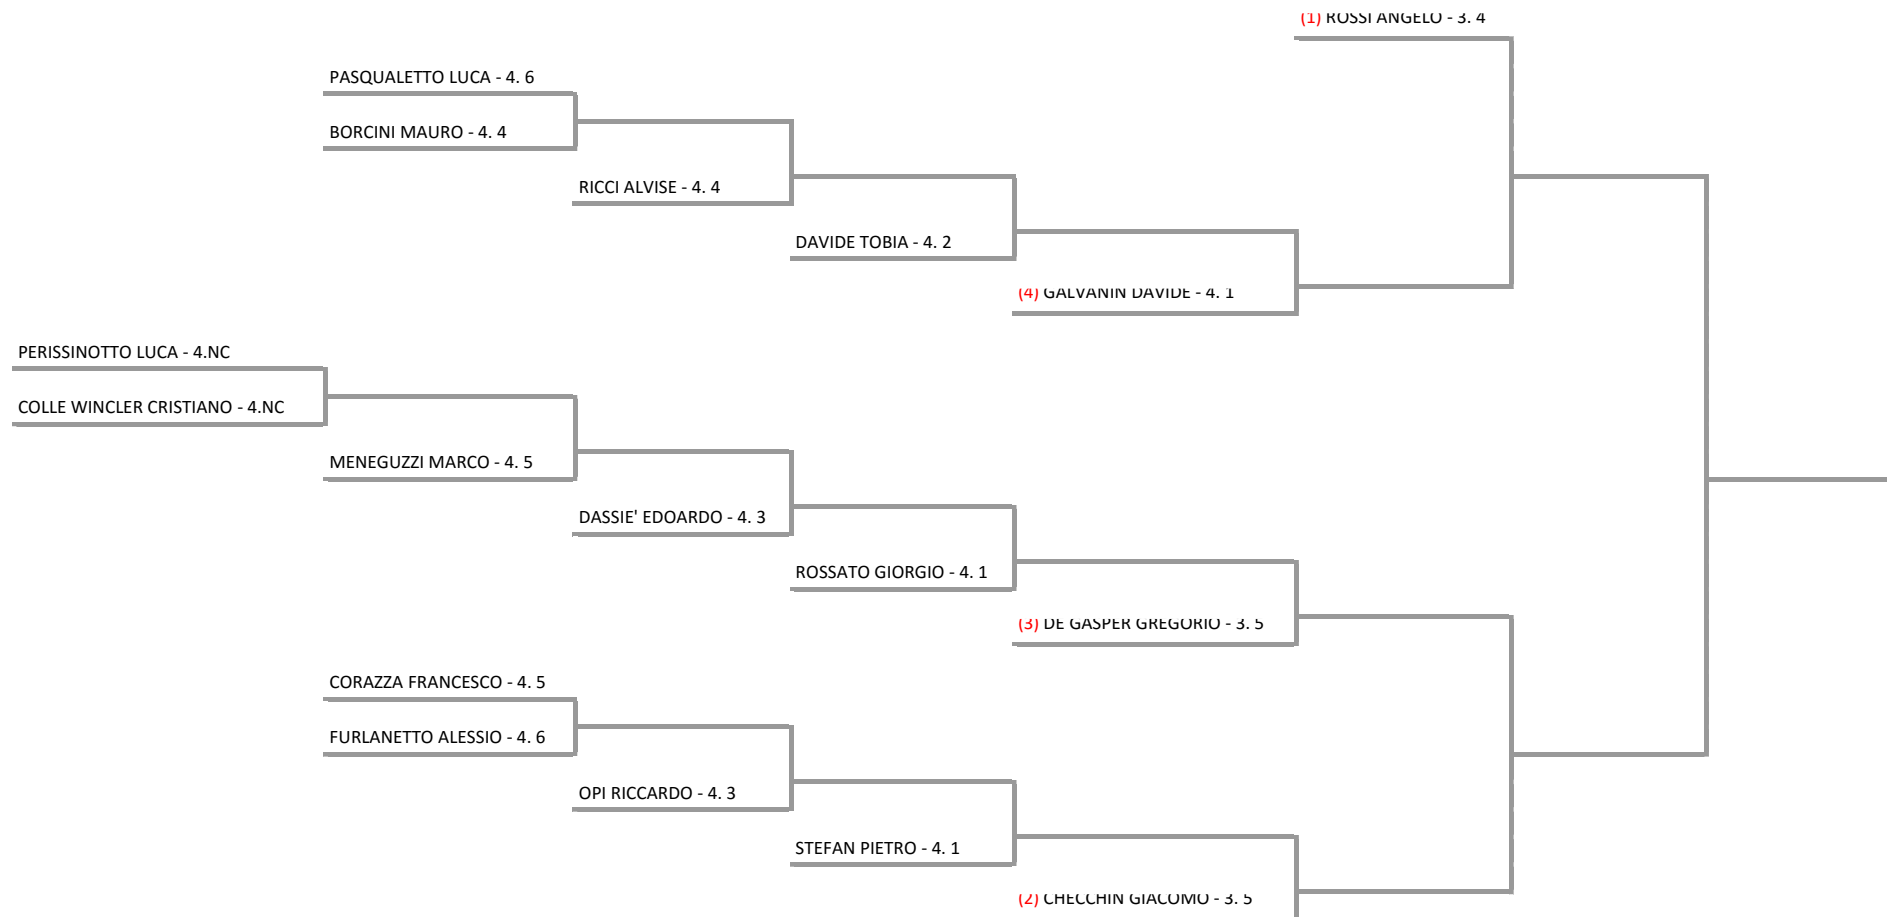 (1) ROSSI ANGELO - 3. 4
PASQUALETTO LUCA - 4. 6
BORCINI MAURO - 4. 4
RICCI ALVISE - 4. 4
DAVIDE TOBIA - 4. 2
(4) GALVANIN DAVIDE - 4. 1
PERISSINOTTO LUCA - 4.NC
COLLE WINCLER CRISTIANO - 4.NC
MENEGUZZI MARCO - 4. 5
DASSIE' EDOARDO - 4. 3
ROSSATO GIORGIO - 4. 1
(3) DE GASPER GREGORIO - 3. 5
CORAZZA FRANCESCO - 4. 5
FURLANETTO ALESSIO - 4. 6
OPI RICCARDO - 4. 3
STEFAN PIETRO - 4. 1
(2) CHECCHIN GIACOMO - 3. 5